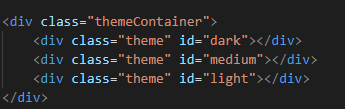 <div class="themeContainer">
    <div class="theme" id="dark"></div>
    <div class="theme" id="medium"></div>
    <div class="theme" id="light"></div>
</div>